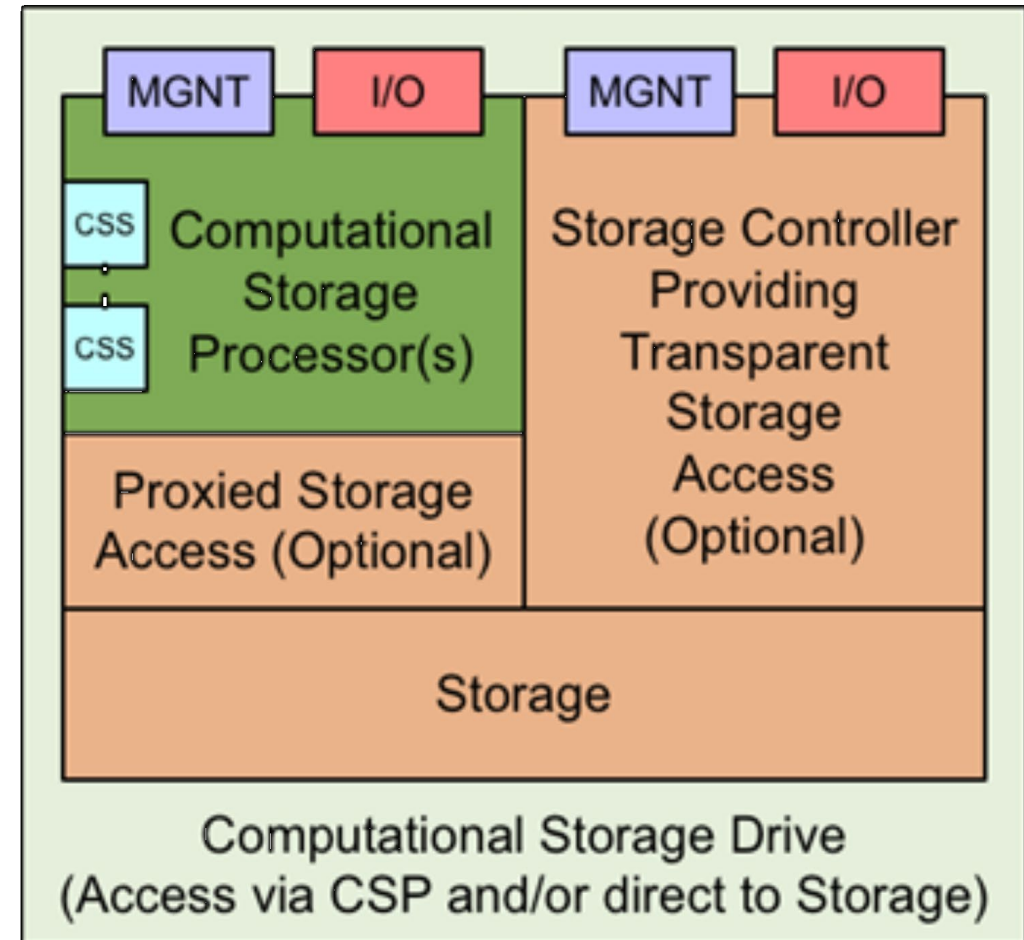 MGNT
I/O
MGNT
I/O
CSS
CSS
Computational
Storage
Processor(s)
Storage Controller
Providing
Transparent
Storage
Access
(Optional)
Proxied Storage
Access (Optional)
Storage
Computational Storage Drive
(Access via CSP and/or direct to Storage)